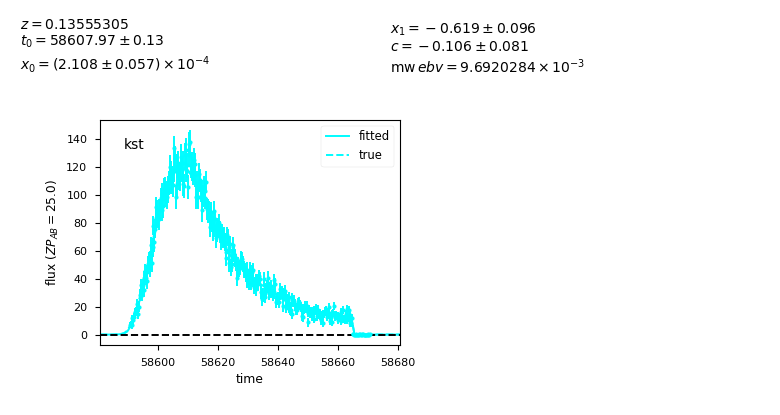 z = 0.13555305
t₀ = 58607.97 ± 0.13
x₀ = (2.108 ± 0.057) × 10⁻⁴
x₁ = −0.619 ± 0.096
c = −0.106 ± 0.081
mw ebv = 9.6920284 × 10⁻³
kst
fitted
true
140
120
100
80
60
40
20
0
flux (ZP_AB = 25.0)
58600 58620 58640 58660 58680
time